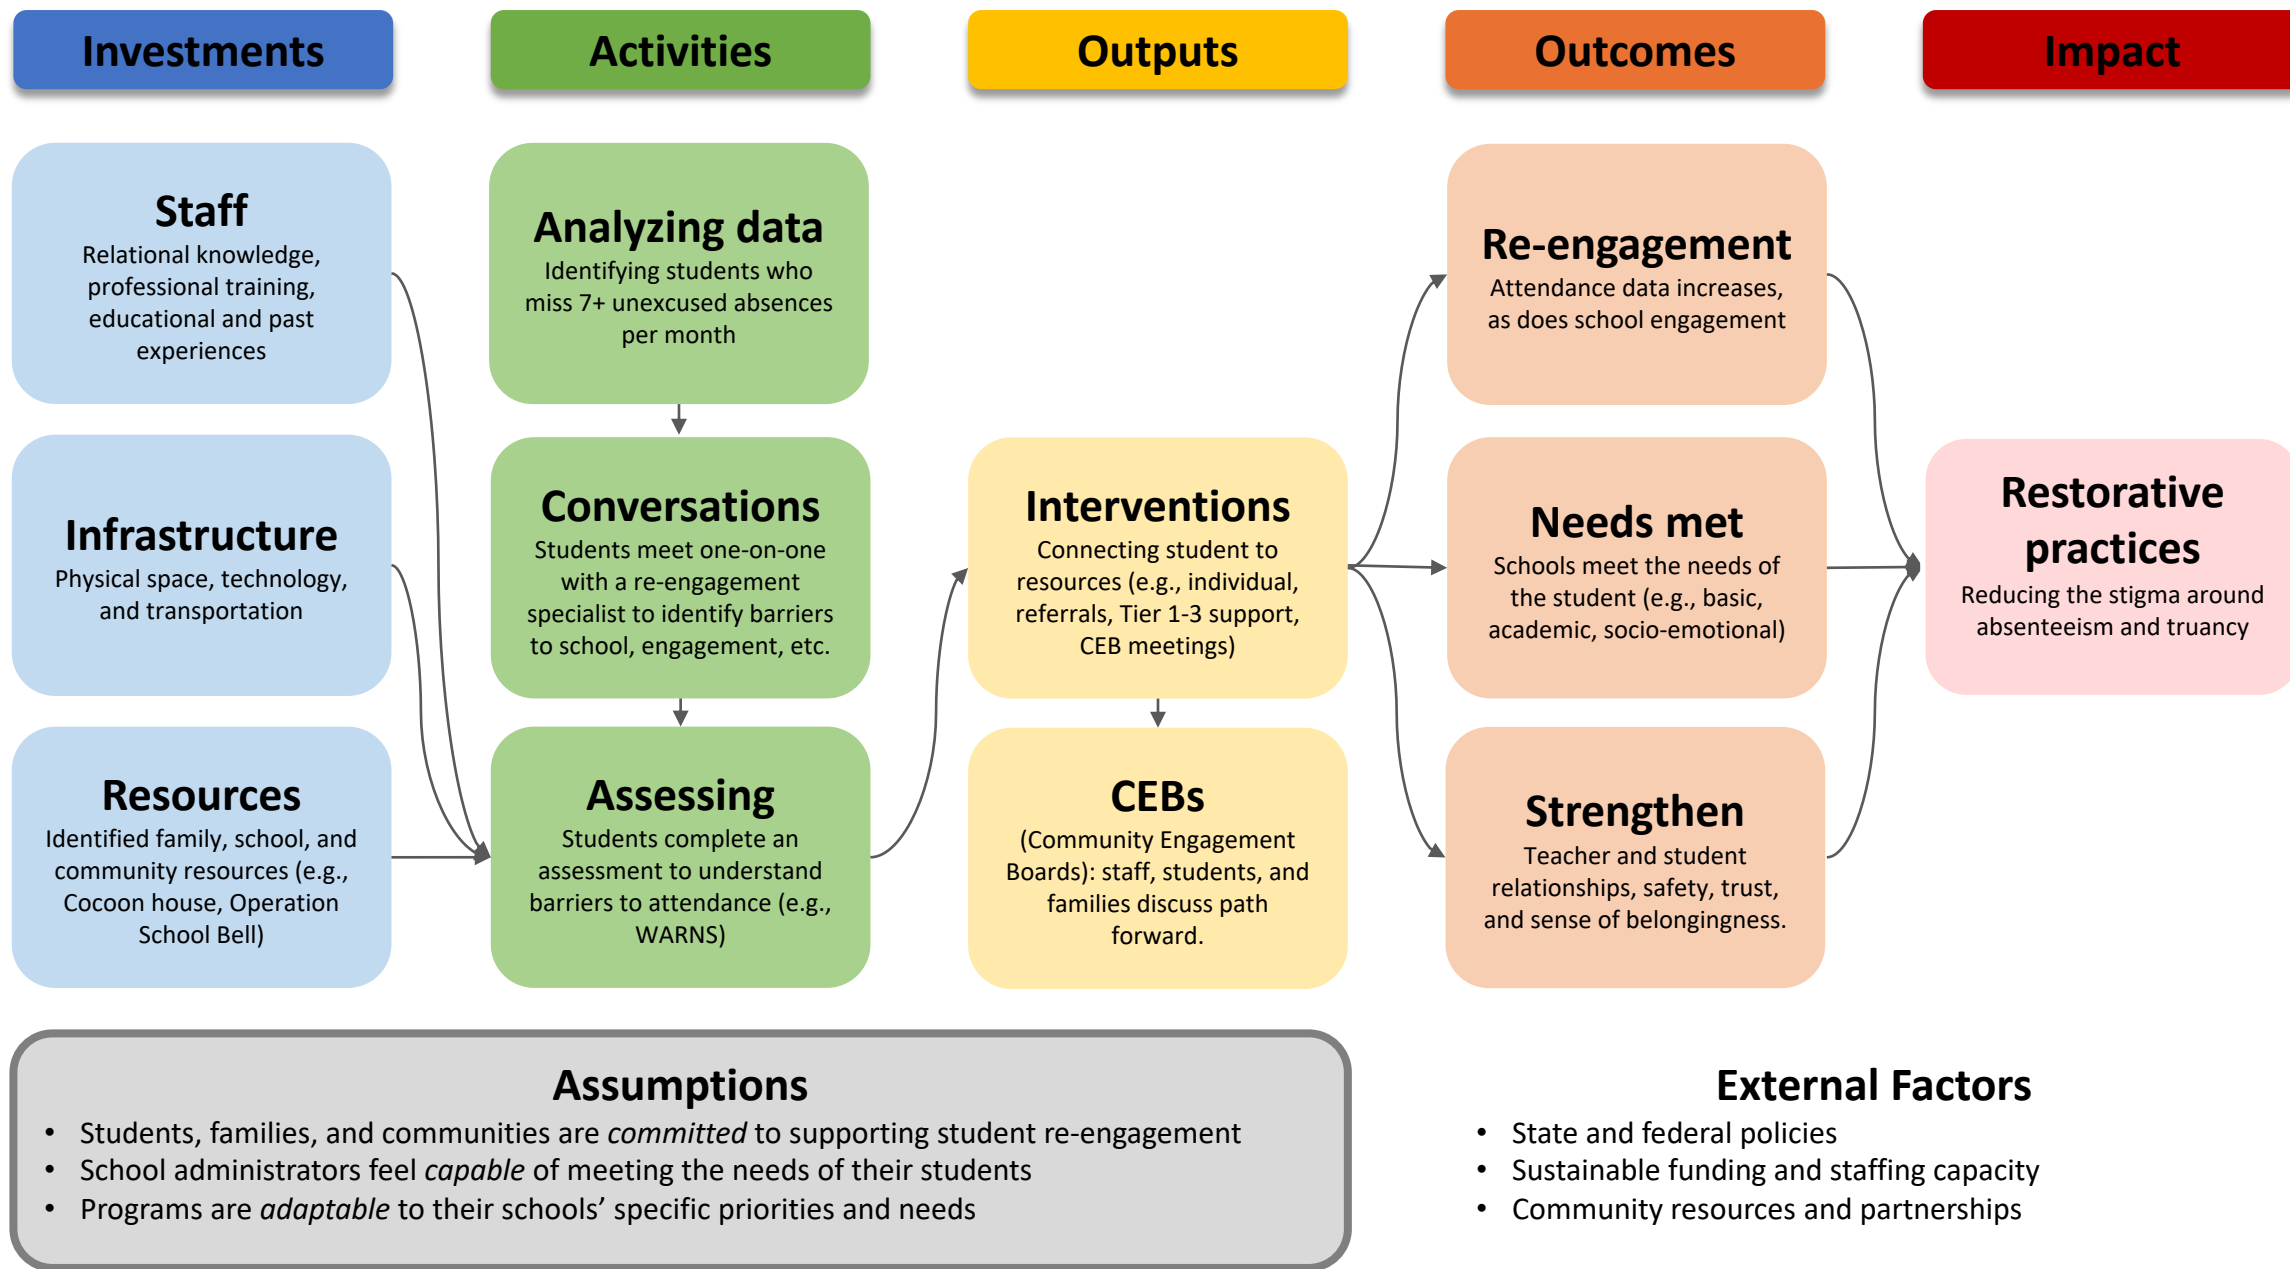 Investments
Activities
Outputs
Outcomes
Impact
Staff
Relational knowledge,
professional training,
educational and past
experiences
Infrastructure
Physical space, technology,
and transportation
Resources
Identified family, school, and
community resources (e.g.,
Cocoon house, Operation
School Bell)
Analyzing data
Identifying students who
miss 7+ unexcused absences
per month
Conversations
Students meet one-on-one
with a re-engagement
specialist to identify barriers
to school, engagement, etc.
Assessing
Students complete an
assessment to understand
barriers to attendance (e.g.,
WARNS)
Interventions
Connecting student to
resources (e.g., individual,
referrals, Tier 1-3 support,
CEB meetings)
CEBs
(Community Engagement
Boards): staff, students, and
families discuss path
forward.
Re-engagement
Attendance data increases,
as does school engagement
Needs met
Schools meet the needs of
the student (e.g., basic,
academic, socio-emotional)
Strengthen
Teacher and student
relationships, safety, trust,
and sense of belongingness.
Restorative
practices
Reducing the stigma around
absenteeism and truancy
Assumptions
• Students, families, and communities are committed to supporting student re-engagement
• School administrators feel capable of meeting the needs of their students
• Programs are adaptable to their schools’ specific priorities and needs
External Factors
• State and federal policies
• Sustainable funding and staffing capacity
• Community resources and partnerships